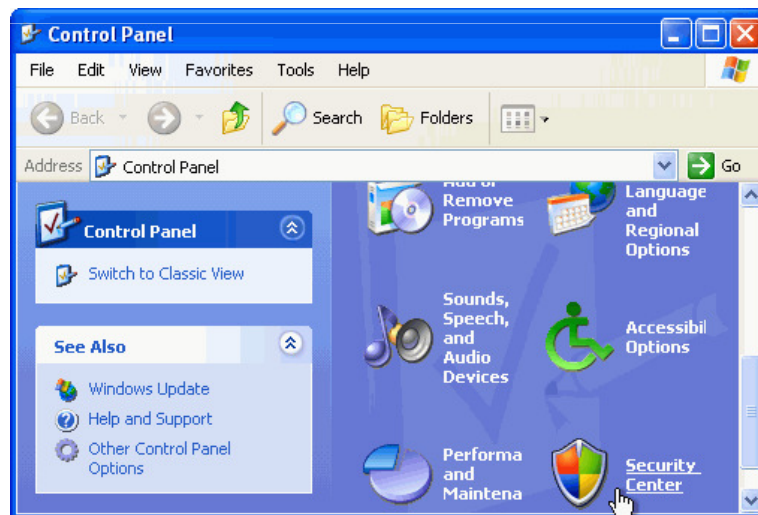 Control Panel
File Edit View Favorites Tools Help
Back Search Folders
Address Control Panel Go
Control Panel
Switch to Classic View
See Also
Windows Update
Help and Support
Other Control Panel
Options
Add or
Remove
Programs
Language
and
Regional
Options
Sounds,
Speech,
and
Audio
Devices
Accessibil
Options
Performa
and
Maintena
Security
Center